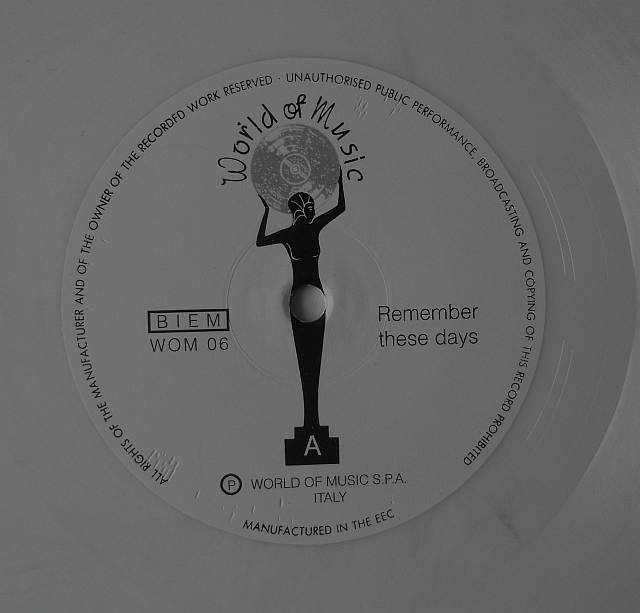 World of Music
ALL RIGHTS OF THE MANUFACTURER AND OF THE OWNER OF THE RECORDED WORK RESERVED · UNAUTHORISED PUBLIC PERFORMANCE, BROADCASTING AND COPYING OF THIS RECORD PROHIBITED
BIEM
WOM 06
Remember
these days
A
Ⓟ WORLD OF MUSIC S.P.A.
ITALY
MANUFACTURED IN THE EEC